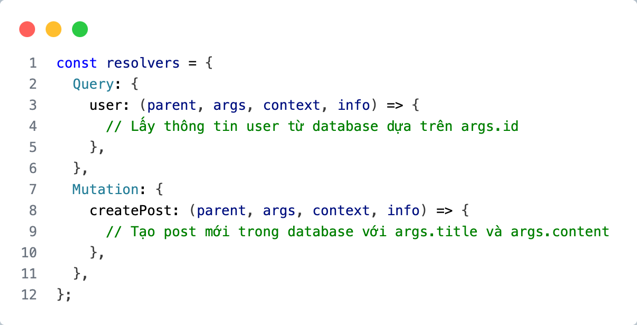 1 const resolvers = {
2   Query: {
3     user: (parent, args, context, info) => {
4       // Lấy thông tin user từ database dựa trên args.id
5     },
6   },
7   Mutation: {
8     createPost: (parent, args, context, info) => {
9       // Tạo post mới trong database với args.title và args.content
10     },
11   },
12 };